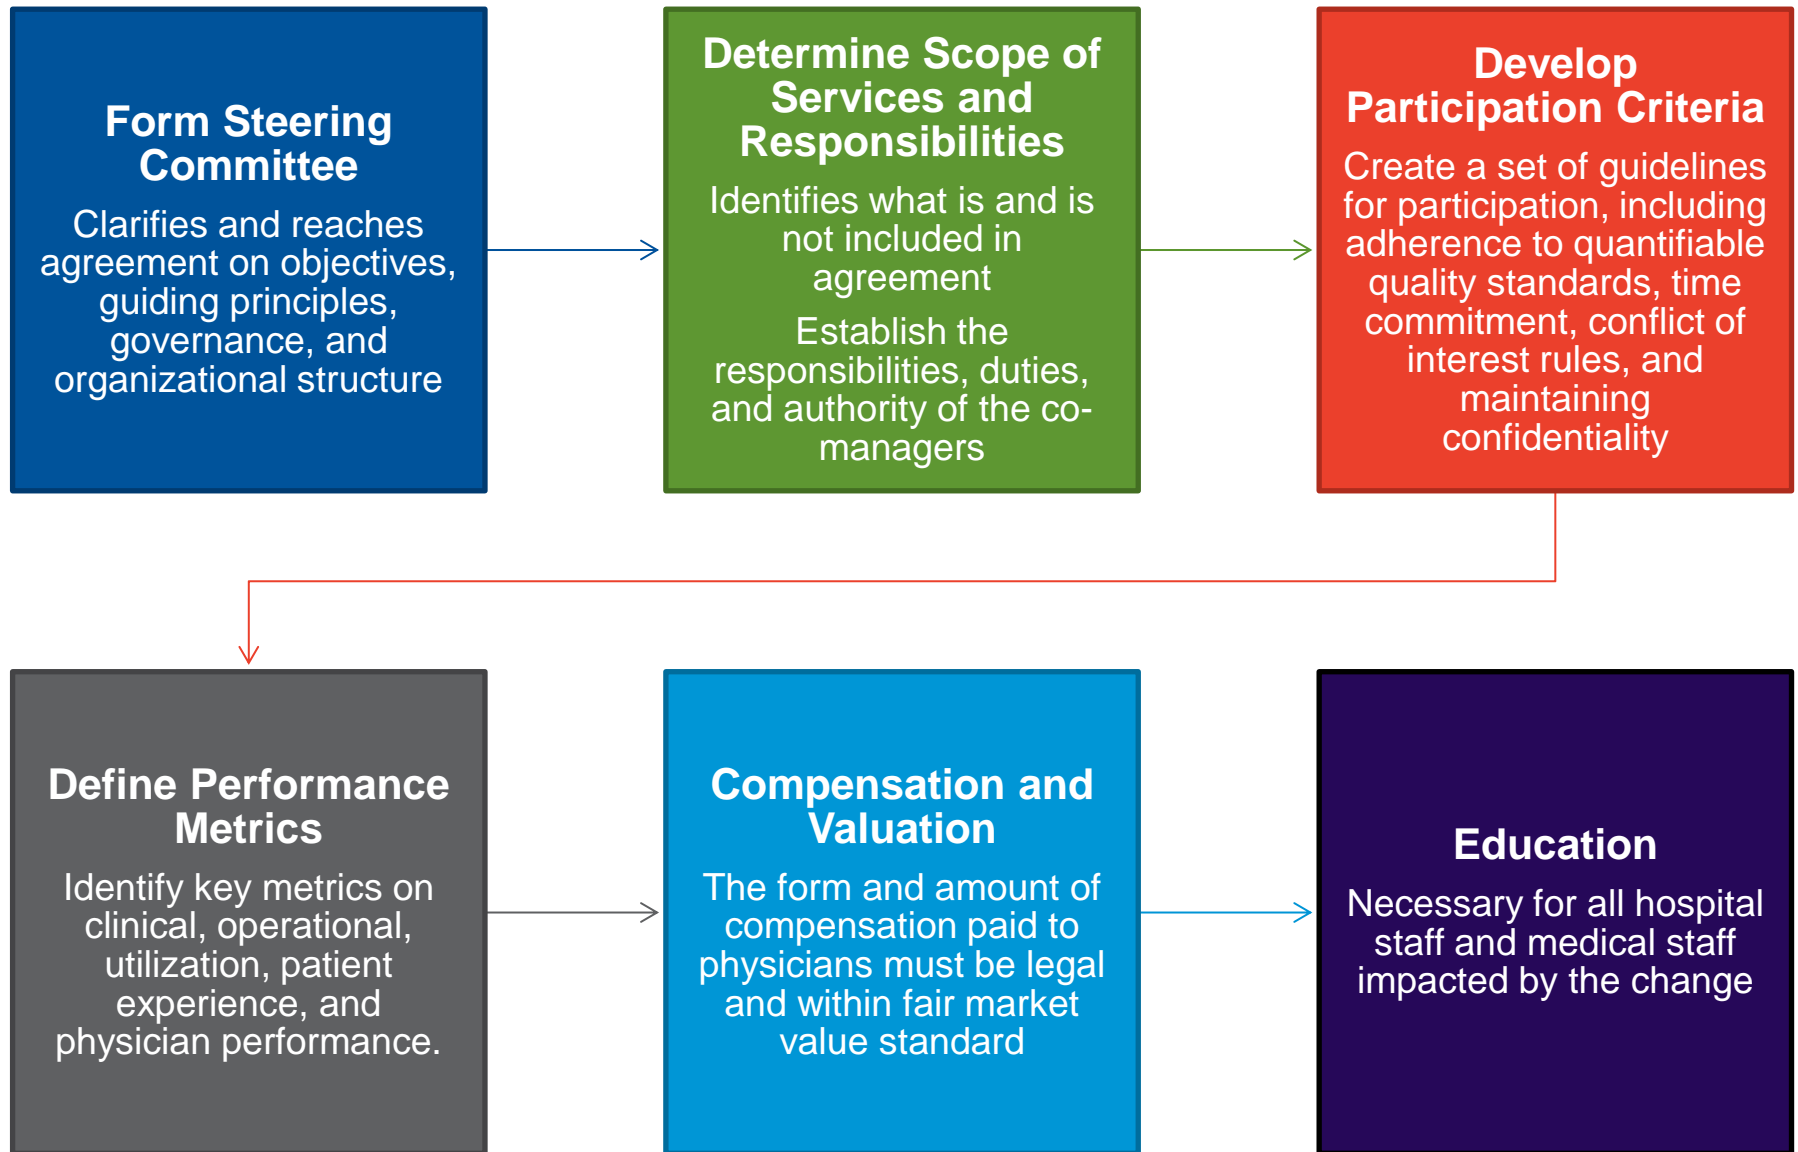 Form Steering
Committee
Clarifies and reaches
agreement on objectives,
guiding principles,
governance, and
organizational structure
Determine Scope of
Services and
Responsibilities
Identifies what is and is
not included in
agreement
Establish the
responsibilities, duties,
and authority of the co-
managers
Develop
Participation Criteria
Create a set of guidelines
for participation, including
adherence to quantifiable
quality standards, time
commitment, conflict of
interest rules, and
maintaining
confidentiality
Define Performance
Metrics
Identify key metrics on
clinical, operational,
utilization, patient
experience, and
physician performance.
Compensation and
Valuation
The form and amount of
compensation paid to
physicians must be legal
and within fair market
value standard
Education
Necessary for all hospital
staff and medical staff
impacted by the change